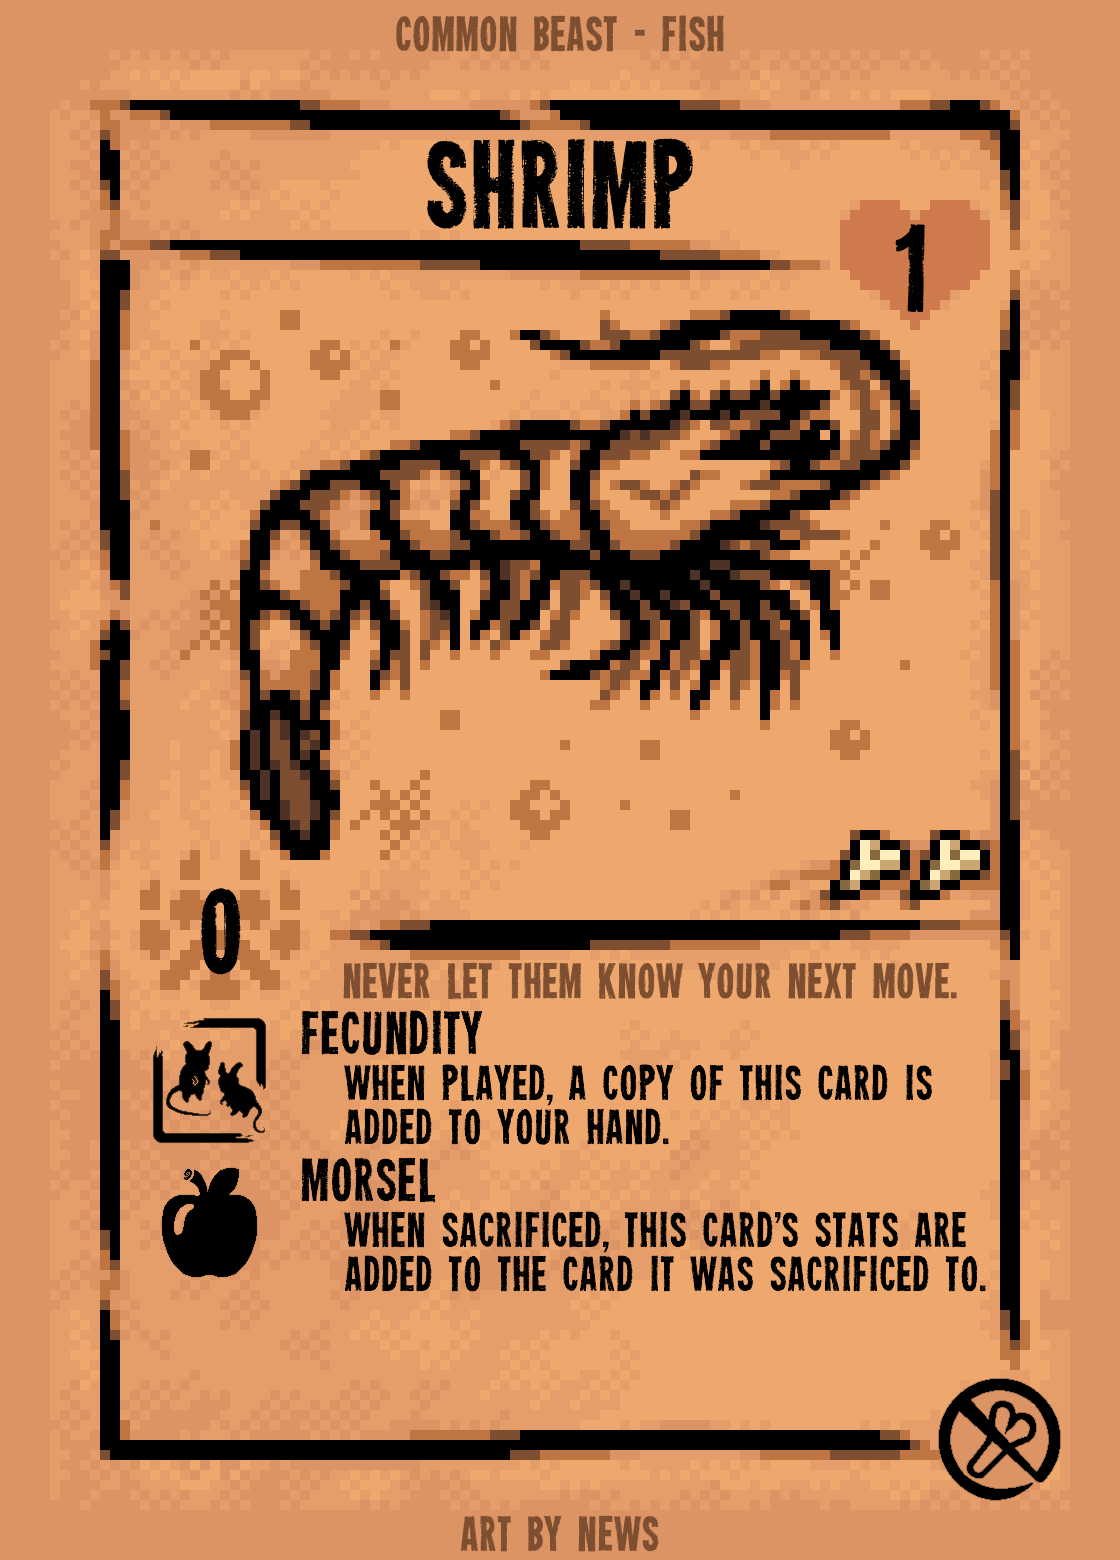 COMMON BEAST - FISH
SHRIMP
1
0
NEVER LET THEM KNOW YOUR NEXT MOVE.
FECUNDITY
WHEN PLAYED, A COPY OF THIS CARD IS
ADDED TO YOUR HAND.
MORSEL
WHEN SACRIFICED, THIS CARD'S STATS ARE
ADDED TO THE CARD IT WAS SACRIFICED TO.
ART BY NEWS